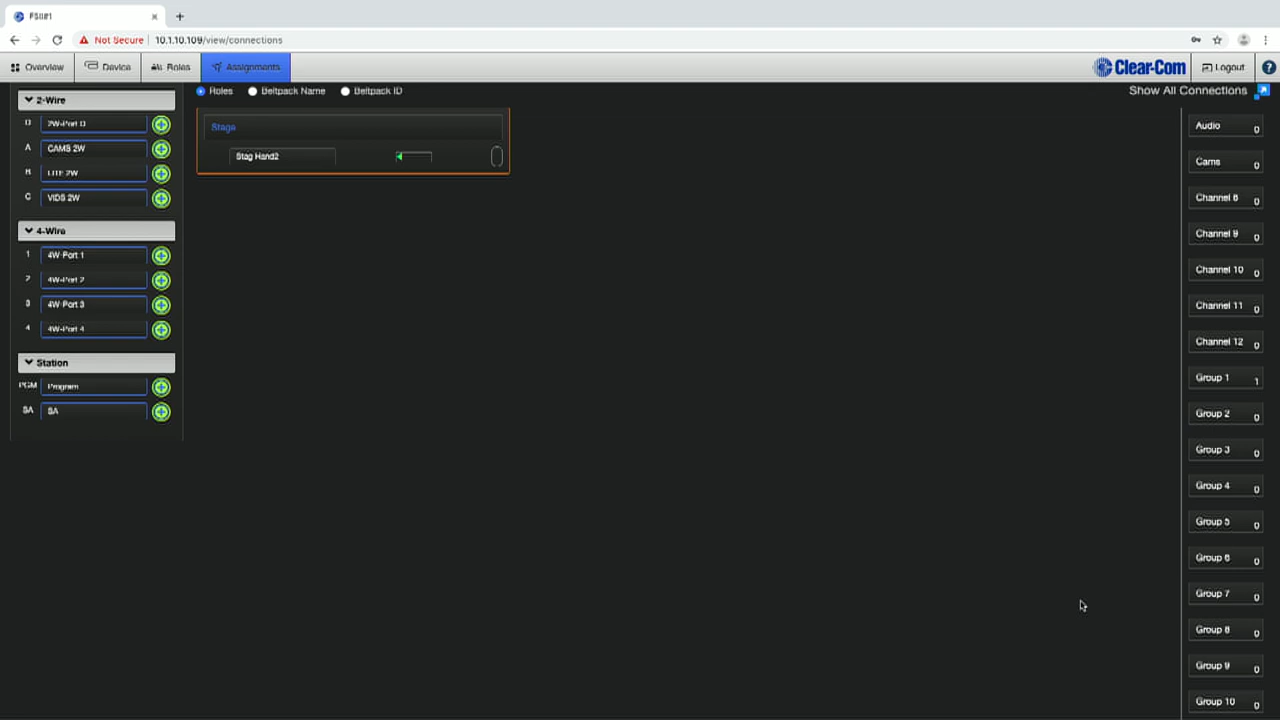 FSII#1
Not Secure 10.1.10.109/view/connections
Overview Device Roles Assignments Clear-Com Logout ?
Roles Beltpack Name Beltpack ID Show All Connections
2-Wire
D 2W-Port D
A CAMS 2W
B LITE 2W
C VIDS 2W
4-Wire
1 4W-Port 1
2 4W-Port 2
3 4W-Port 3
4 4W-Port 4
Station
PGM Program
SA SA
Stage
Stag Hand2
Audio 0
Cams 0
Channel 8 0
Channel 9 0
Channel 10 0
Channel 11 0
Channel 12 0
Group 1 1
Group 2 0
Group 3 0
Group 4 0
Group 5 0
Group 6 0
Group 7 0
Group 8 0
Group 9 0
Group 10 0